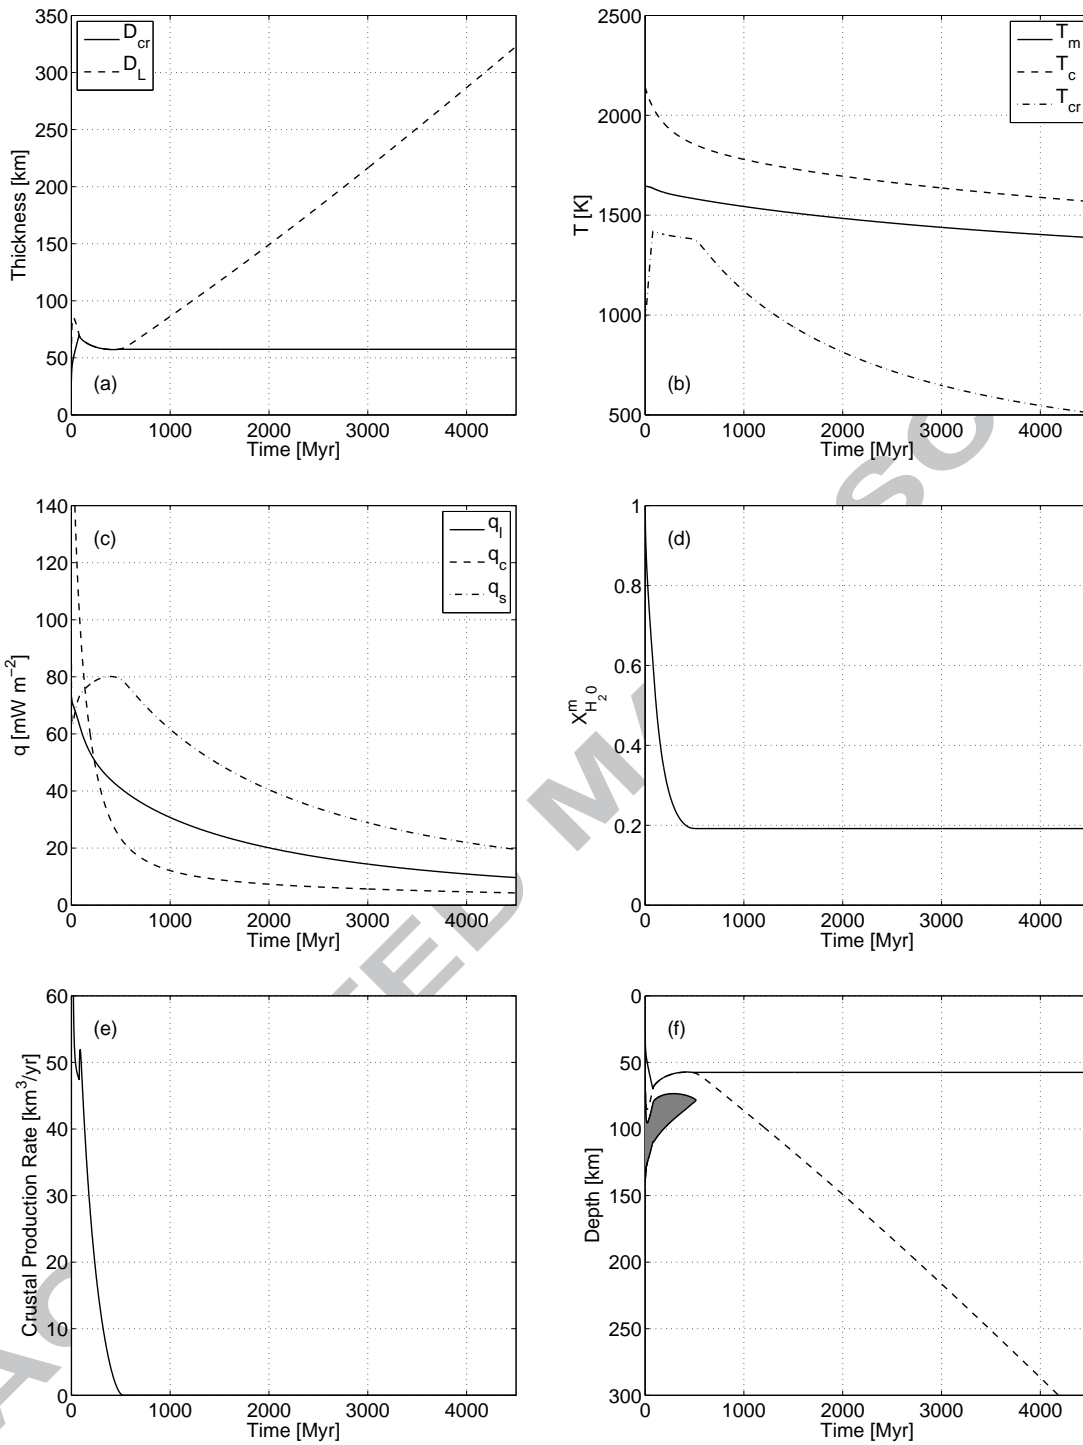 350
300
250
200
150
100
50
0
0 1000 2000 3000 4000
Thickness [km]
Time [Myr]
D_cr
D_L
(a)
2500
2000
1500
1000
500
0 1000 2000 3000 4000
T [K]
Time [Myr]
T_m
T_c
T_cr
(b)
140
120
100
80
60
40
20
0
0 1000 2000 3000 4000
q [mW m^−2]
Time [Myr]
(c)
q_l
q_c
q_s
1
0.8
0.6
0.4
0.2
0
0 1000 2000 3000 4000
X^m_H_2 0
Time [Myr]
(d)
60
50
40
30
20
10
0
0 1000 2000 3000 4000
Crustal Production Rate [km^3/yr]
Time [Myr]
(e)
0
50
100
150
200
250
300
0 1000 2000 3000 4000
Depth [km]
Time [Myr]
(f)